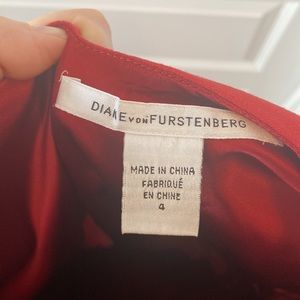 DIANE VON FURSTENBERG
MADE IN CHINA
FABRIQUÉ
EN CHINE
4